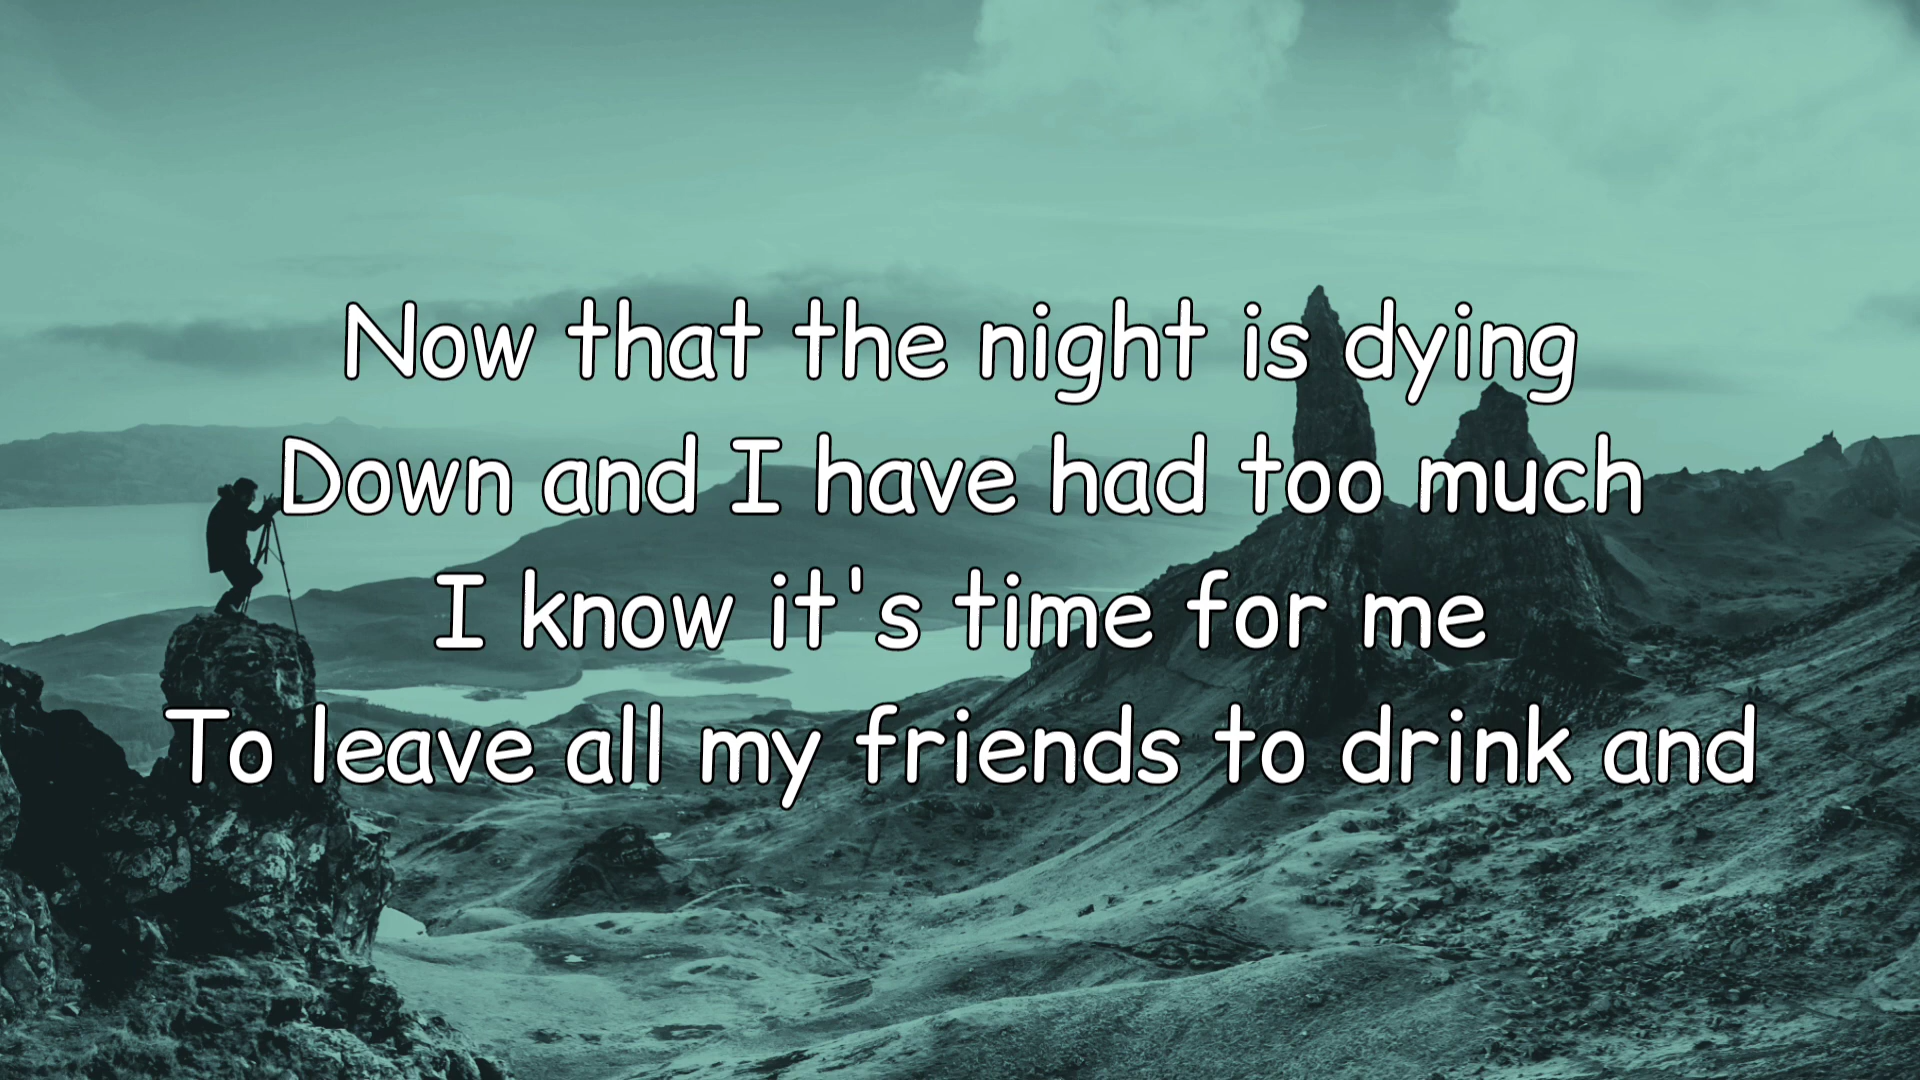 Now that the night is dying
Down and I have had too much
I know it's time for me
To leave all my friends to drink and